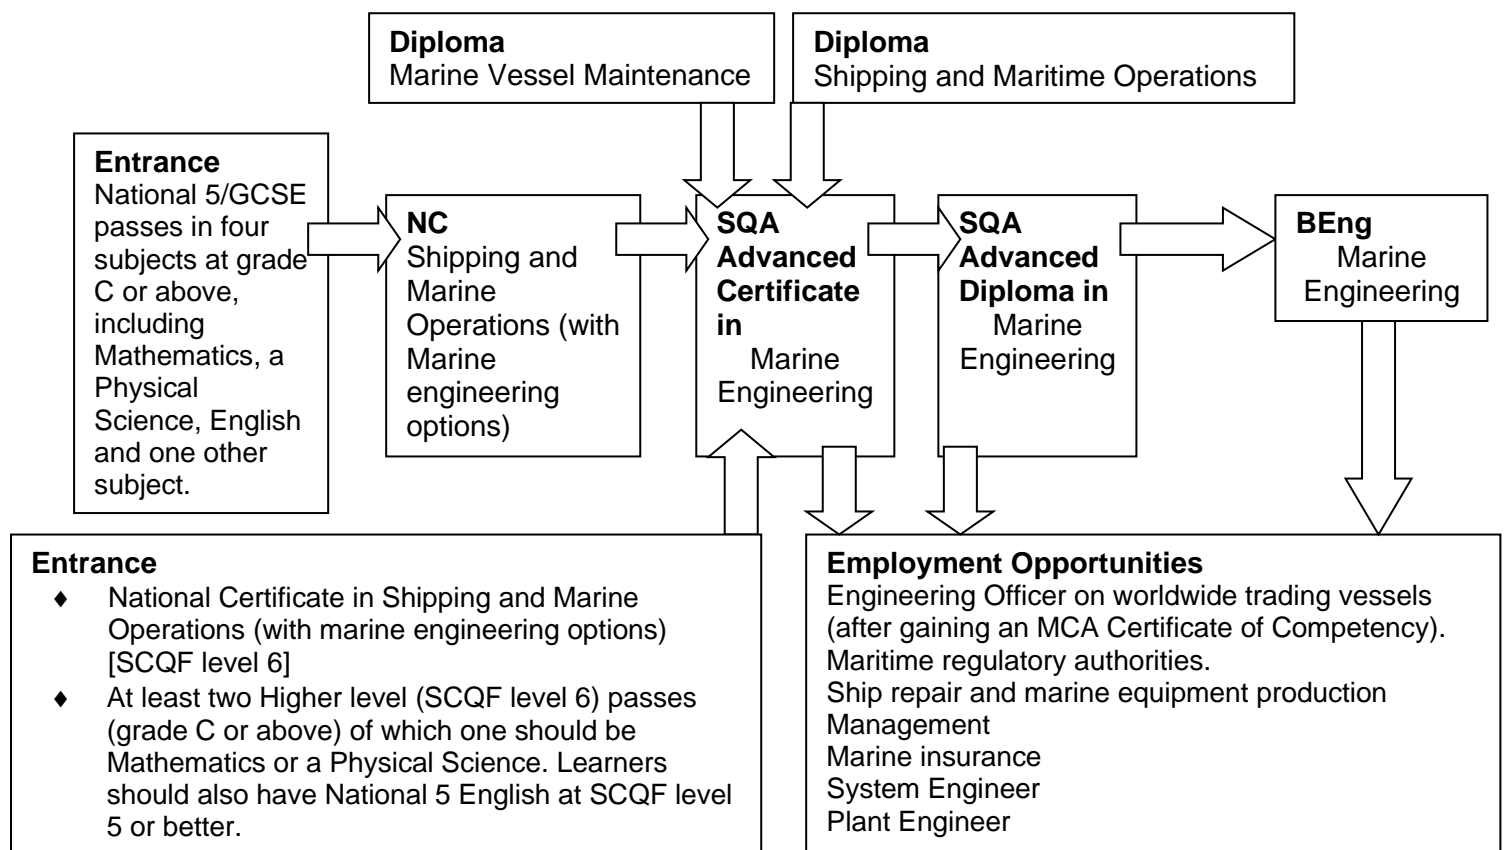 Diploma
Marine Vessel Maintenance
Diploma
Shipping and Maritime Operations
Entrance
National 5/GCSE
passes in four
subjects at grade
C or above,
including
Mathematics, a
Physical
Science, English
and one other
subject.
NC
Shipping and
Marine
Operations (with
Marine
engineering
options)
SQA
Advanced
Certificate
in
Marine
Engineering
SQA
Advanced
Diploma in
Marine
Engineering
BEng
Marine
Engineering
Entrance
♦ National Certificate in Shipping and Marine
Operations (with marine engineering options)
[SCQF level 6]
♦ At least two Higher level (SCQF level 6) passes
(grade C or above) of which one should be
Mathematics or a Physical Science. Learners
should also have National 5 English at SCQF level
5 or better.
Employment Opportunities
Engineering Officer on worldwide trading vessels
(after gaining an MCA Certificate of Competency).
Maritime regulatory authorities.
Ship repair and marine equipment production
Management
Marine insurance
System Engineer
Plant Engineer